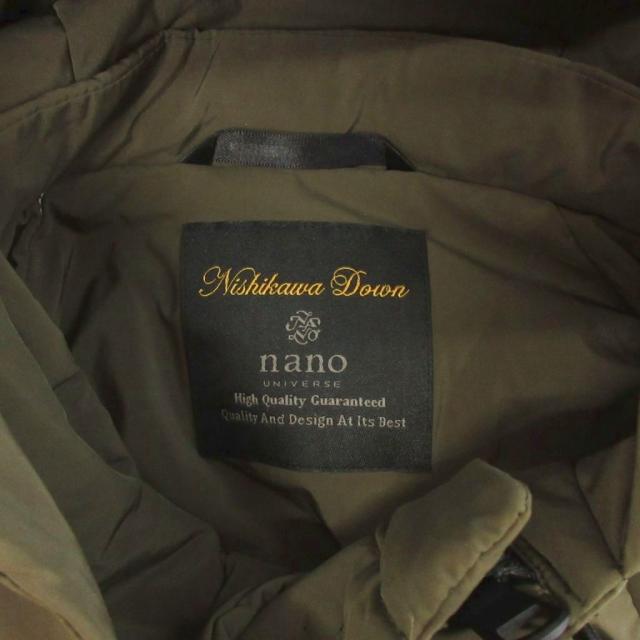 Nishikawa Down
nano
UNIVERSE
High Quality Guaranteed
Quality And Design At Its Best